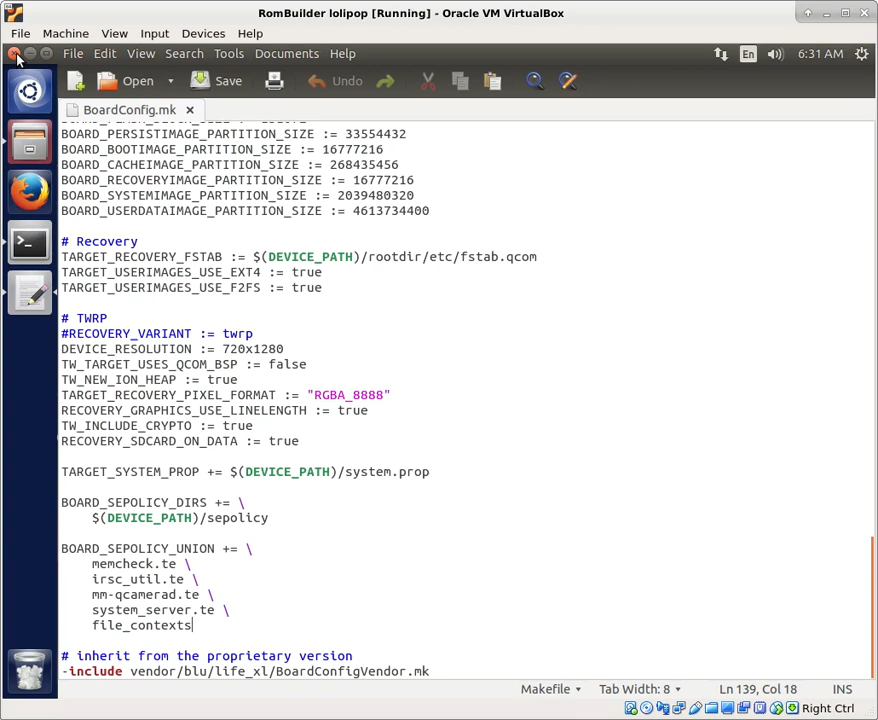 RomBuilder lolipop [Running] - Oracle VM VirtualBox
File Machine View Input Devices Help
File Edit View Search Tools Documents Help En 6:31 AM
Open Save Undo
BoardConfig.mk
BOARD_PERSISTIMAGE_PARTITION_SIZE := 33554432
BOARD_BOOTIMAGE_PARTITION_SIZE := 16777216
BOARD_CACHEIMAGE_PARTITION_SIZE := 268435456
BOARD_RECOVERYIMAGE_PARTITION_SIZE := 16777216
BOARD_SYSTEMIMAGE_PARTITION_SIZE := 2039480320
BOARD_USERDATAIMAGE_PARTITION_SIZE := 4613734400
# Recovery
TARGET_RECOVERY_FSTAB := $(DEVICE_PATH)/rootdir/etc/fstab.qcom
TARGET_USERIMAGES_USE_EXT4 := true
TARGET_USERIMAGES_USE_F2FS := true
# TWRP
#RECOVERY_VARIANT := twrp
DEVICE_RESOLUTION := 720x1280
TW_TARGET_USES_QCOM_BSP := false
TW_NEW_ION_HEAP := true
TARGET_RECOVERY_PIXEL_FORMAT := "RGBA_8888"
RECOVERY_GRAPHICS_USE_LINELENGTH := true
TW_INCLUDE_CRYPTO := true
RECOVERY_SDCARD_ON_DATA := true
TARGET_SYSTEM_PROP += $(DEVICE_PATH)/system.prop
BOARD_SEPOLICY_DIRS += \
$(DEVICE_PATH)/sepolicy
BOARD_SEPOLICY_UNION += \
memcheck.te \
irsc_util.te \
mm-qcamerad.te \
system_server.te \
file_contexts
# inherit from the proprietary version
-include vendor/blu/life_xl/BoardConfigVendor.mk
Makefile Tab Width: 8 Ln 139, Col 18 INS
Right Ctrl